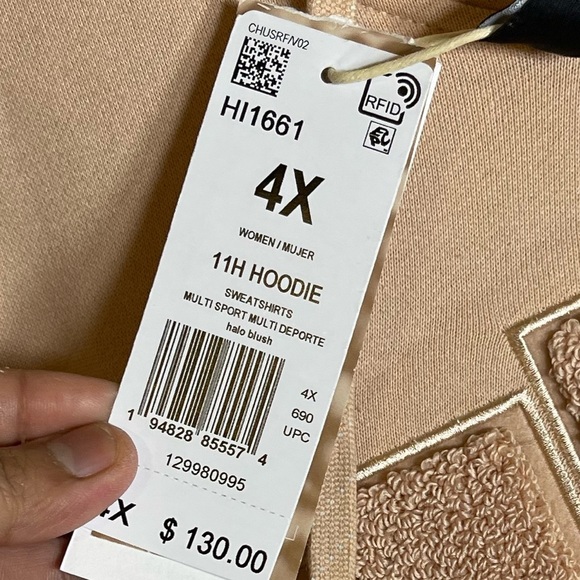 CHUSRF/V02
RFID
HI1661
4X
WOMEN / MUJER
11H HOODIE
SWEATSHIRTS
MULTI SPORT MULTI DEPORTE
halo blush
4X
690
UPC
1 94828 85557 4
129980995
4X $ 130.00